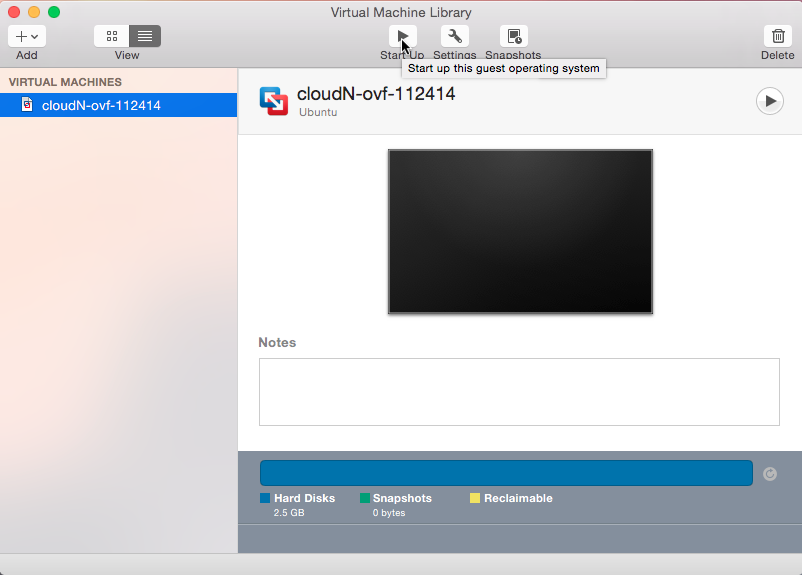 Virtual Machine Library
Add
View
Start Up
Settings
Snapshots
Delete
Start up this guest operating system
VIRTUAL MACHINES
cloudN-ovf-112414
cloudN-ovf-112414
Ubuntu
Notes
Hard Disks
Snapshots
Reclaimable
2.5 GB
0 bytes